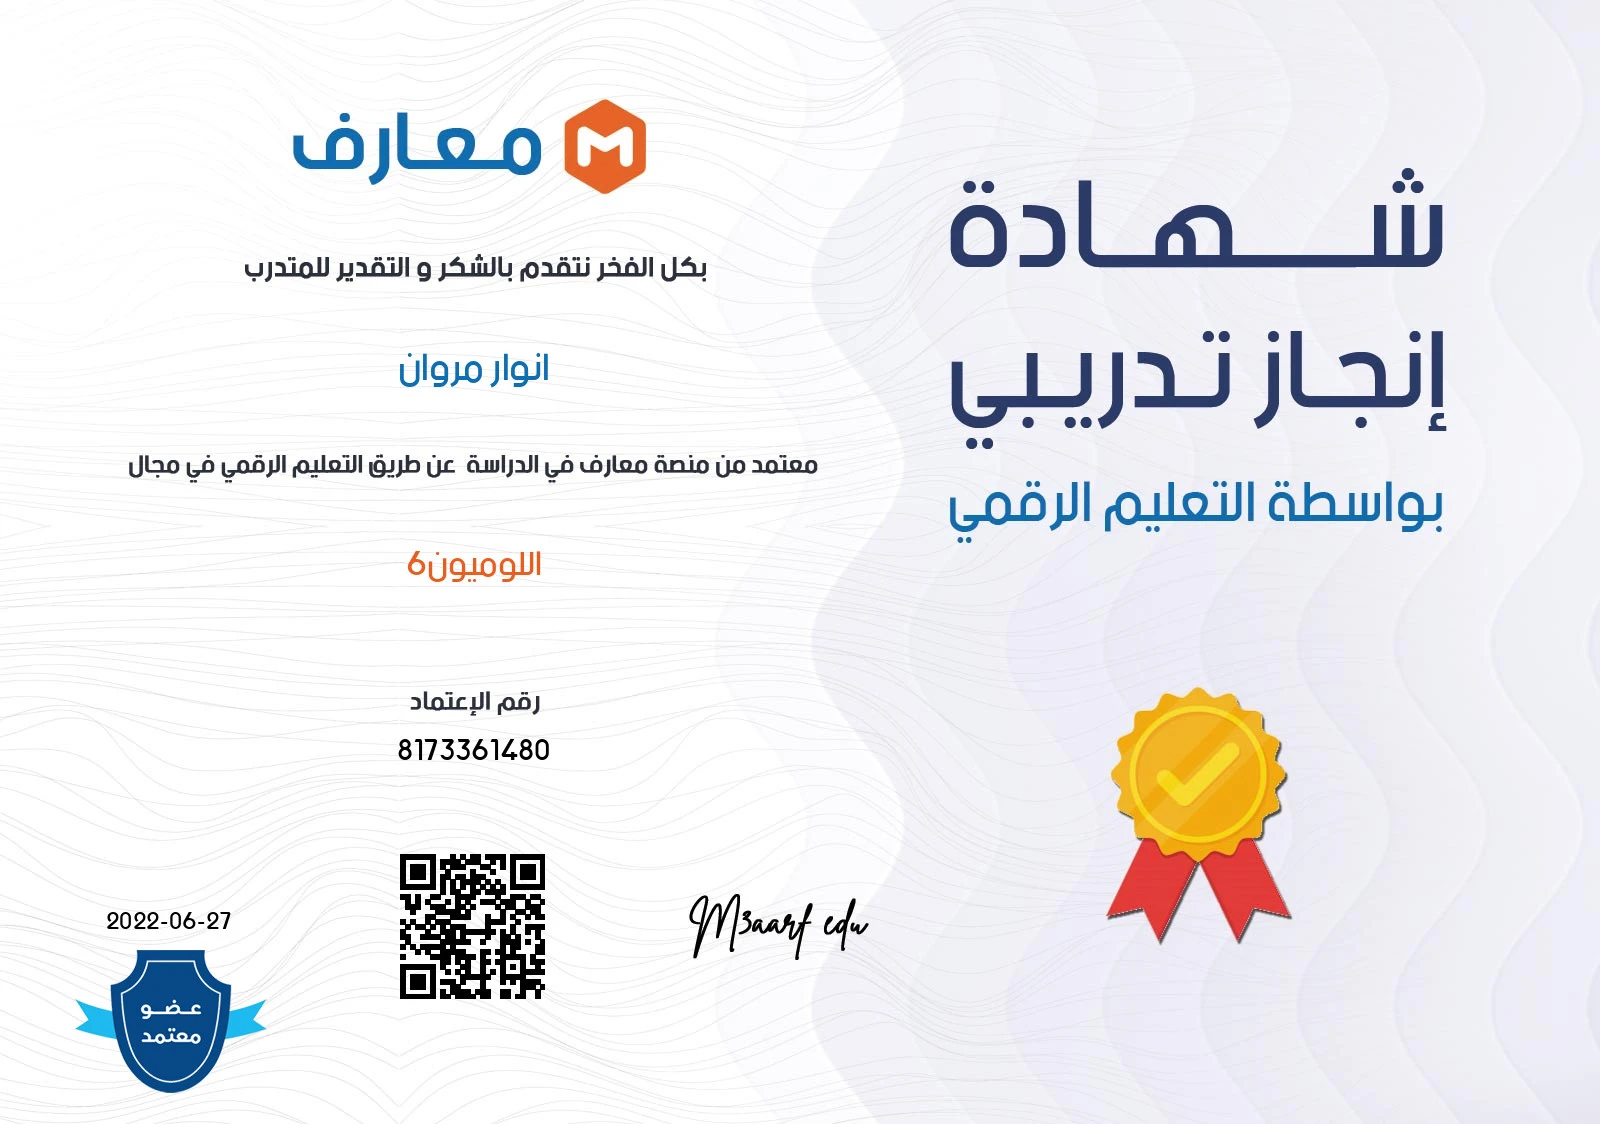 شهادة
إنجاز تدريبي
بواسطة التعليم الرقمي
معارف M
بكل الفخر نتقدم بالشكر و التقدير للمتدرب
انوار مروان
معتمد من منصة معارف في الدراسة عن طريق التعليم الرقمي في مجال
اللوميون6
رقم الإعتماد
8173361480
M3aarf edu
2022-06-27
عضو
معتمد